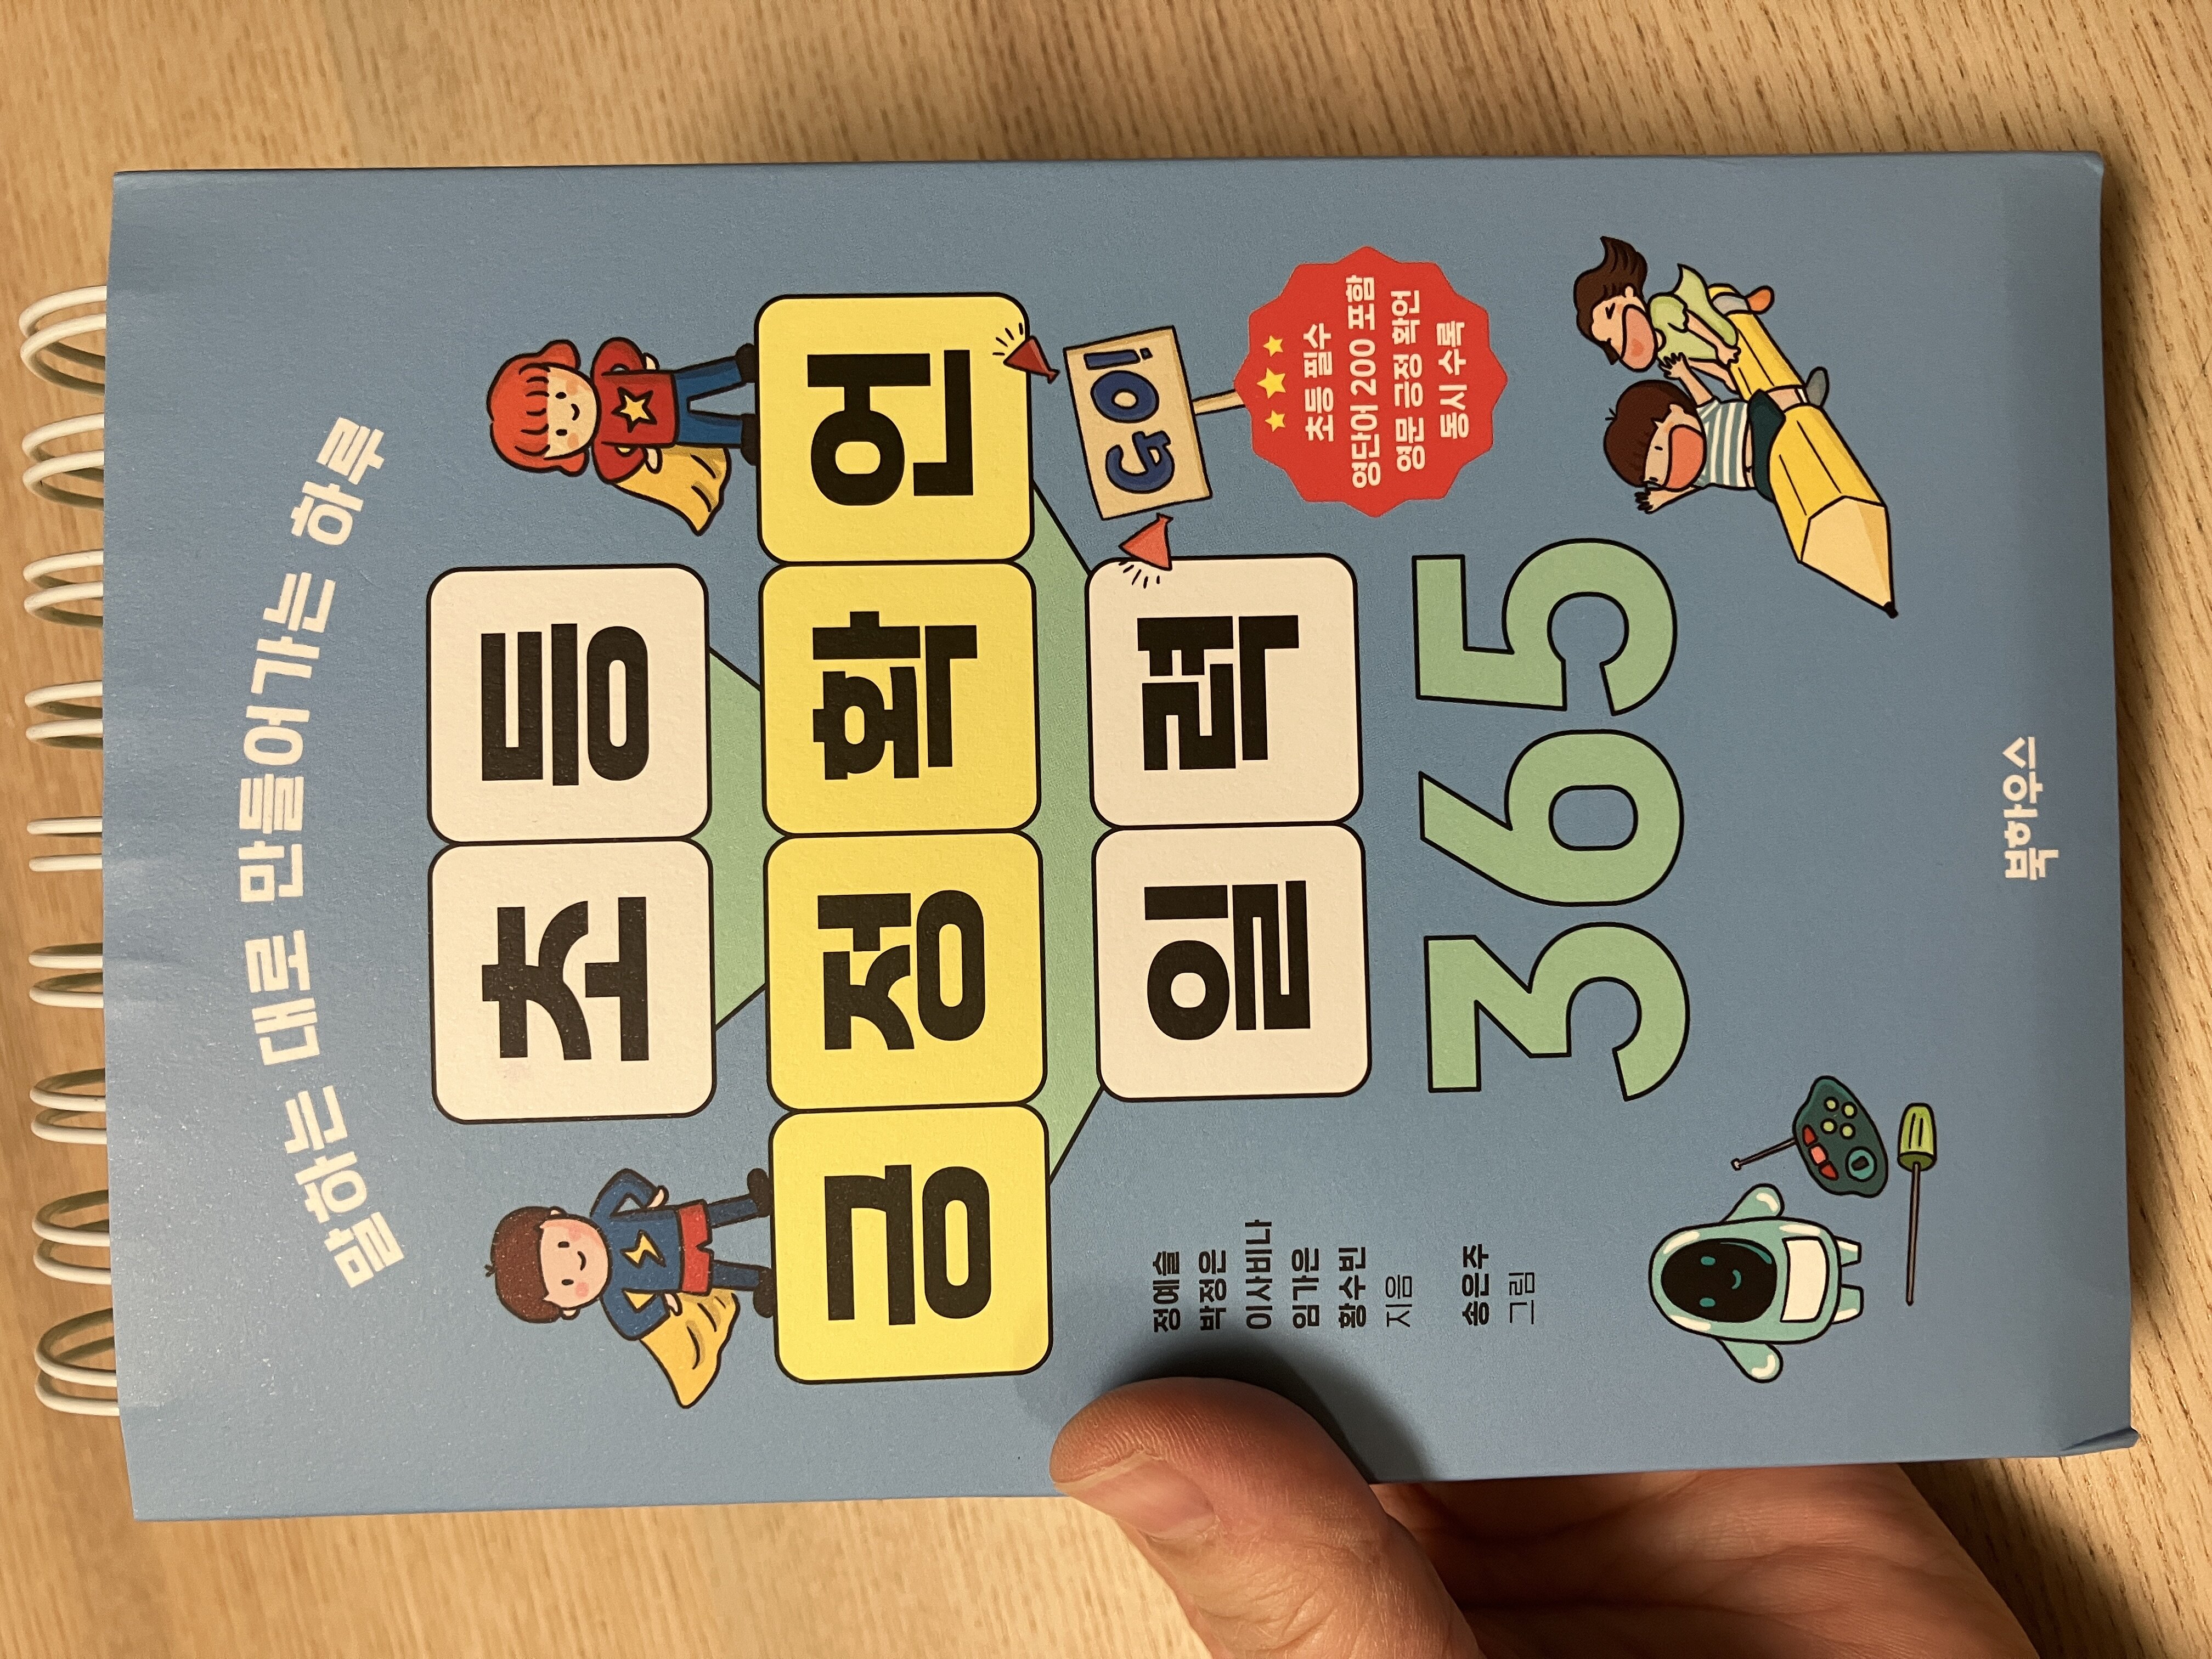 말하는 대로 만들어가는 하루
초등
긍정확언
일력
365
GO!
초등 필수
영단어 200 포함
영문 긍정 확언
동시 수록
정예슬
박정은
이사비나
임가은
황수빈
지음
송은주
그림
북하우스